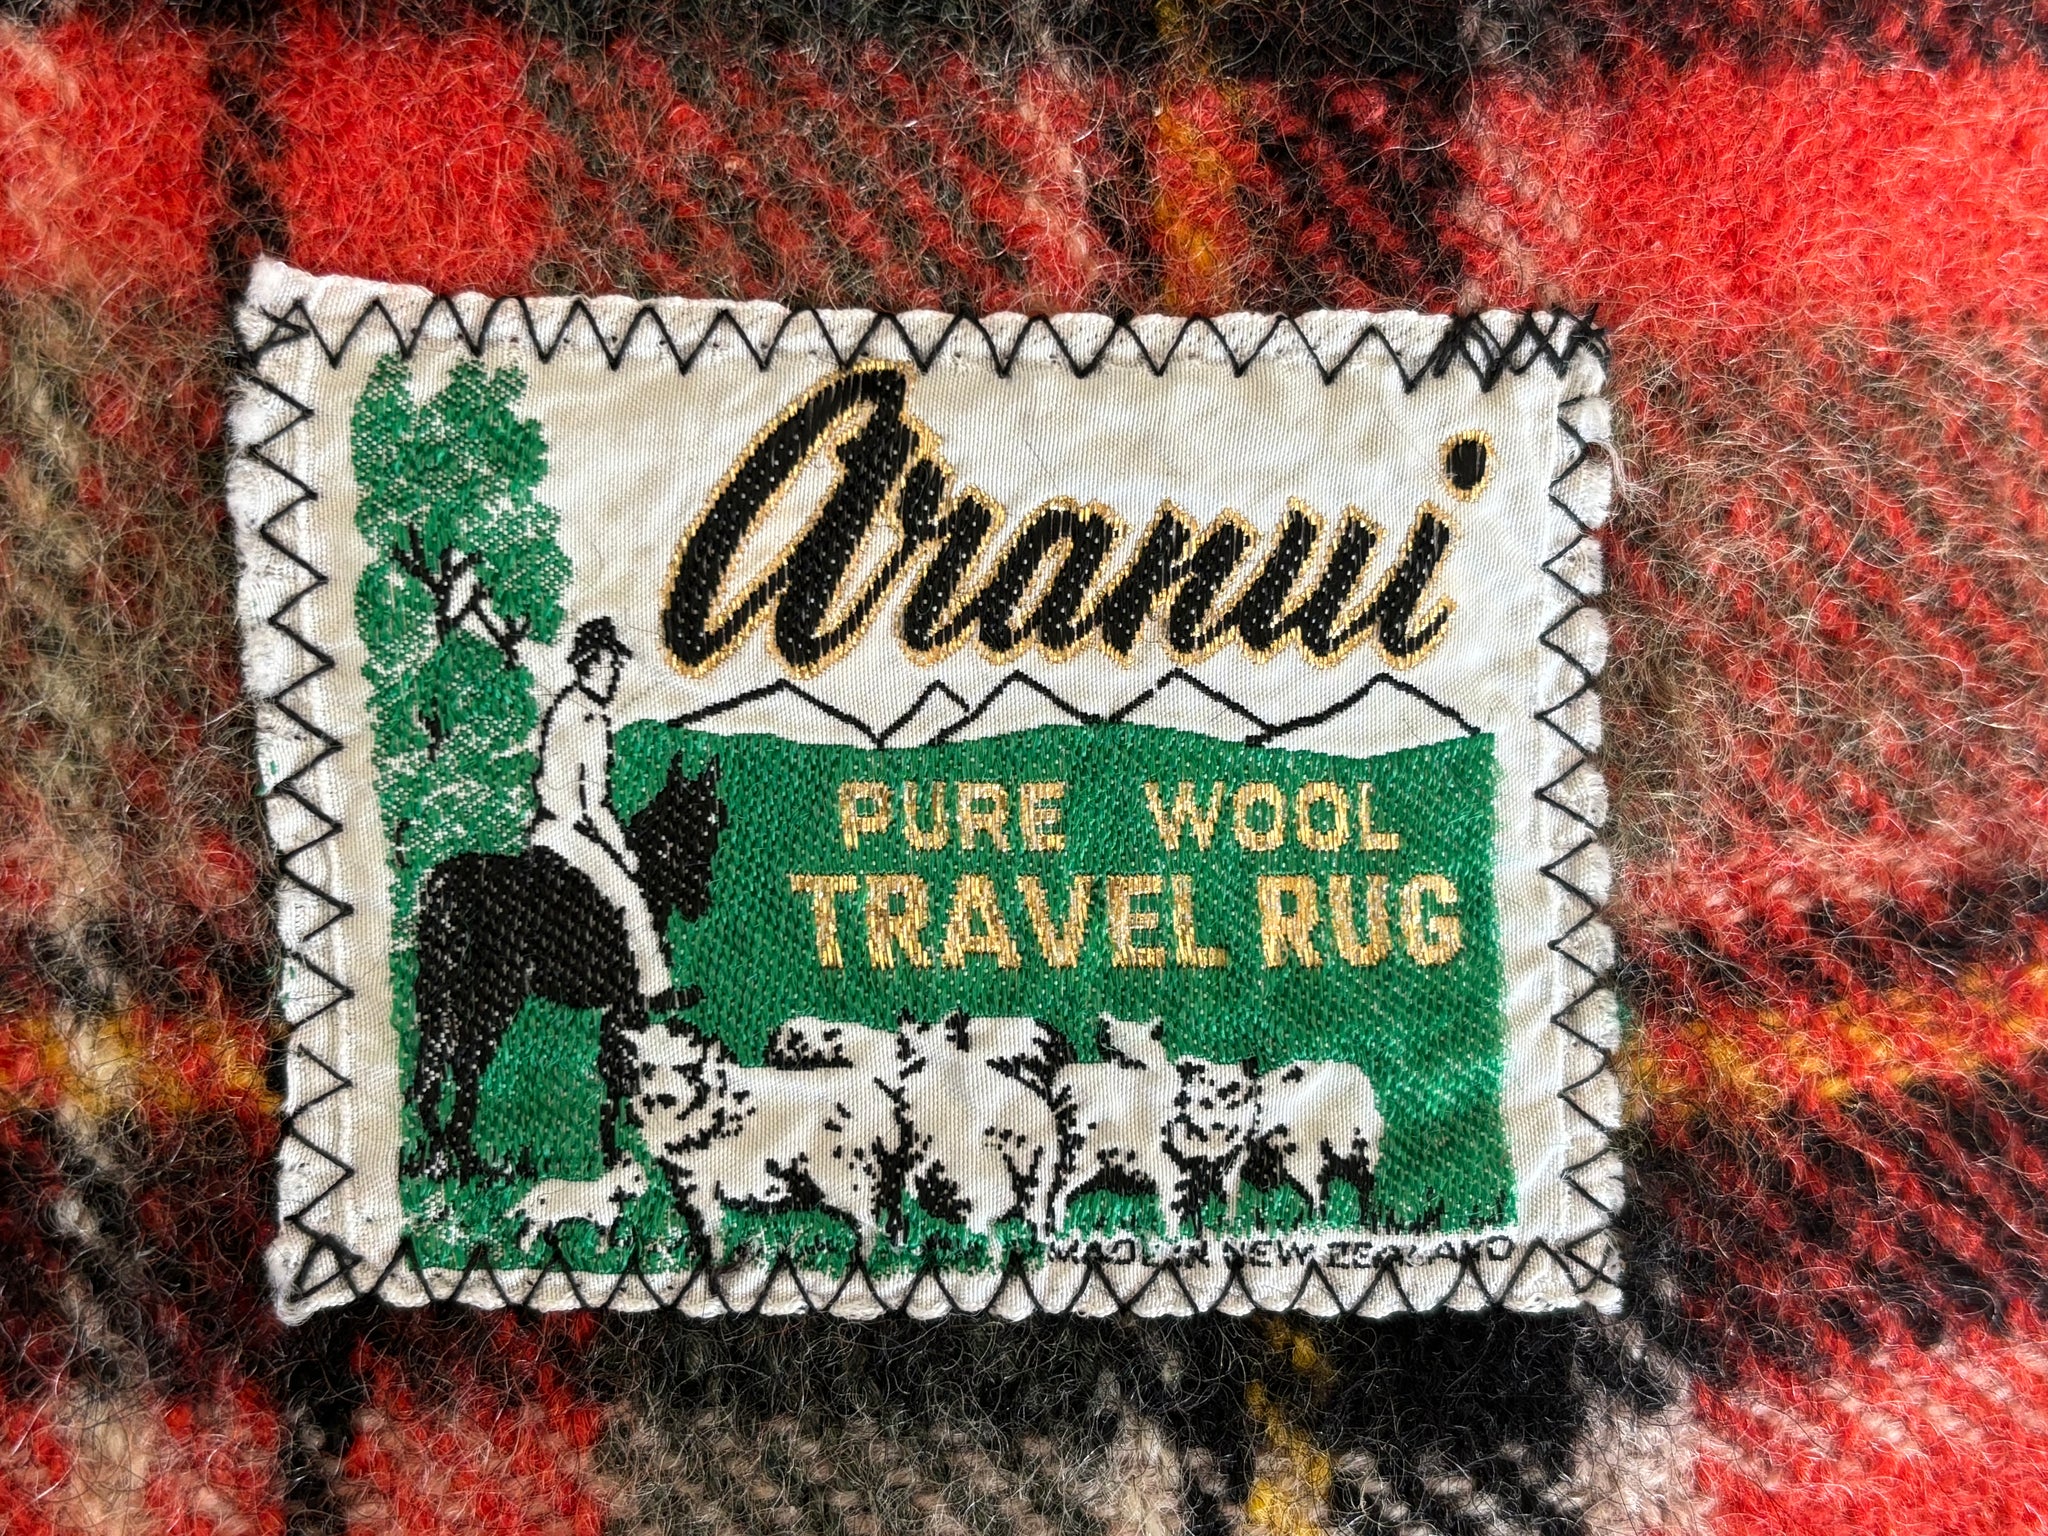 Aranui
PURE WOOL
TRAVEL RUG
MADE IN NEW ZEALAND